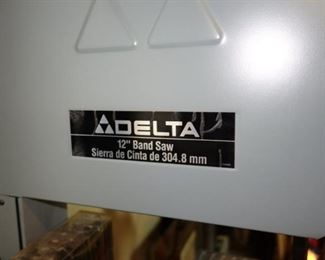 DELTA
12" Band Saw
Sierra de Cinta de 304.8 mm